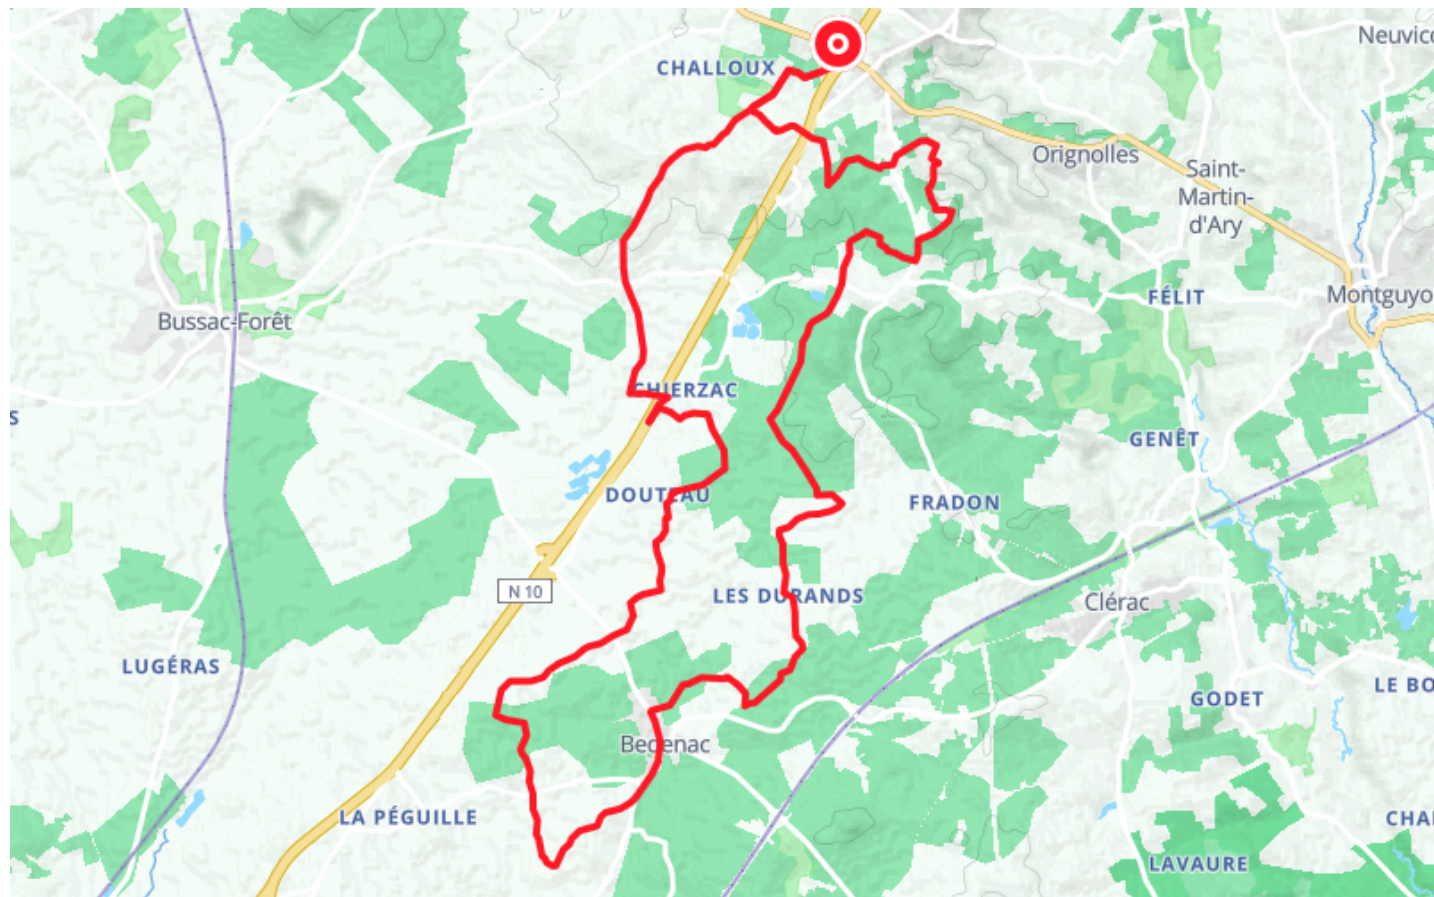 Neuvic
CHALLOUX
Orignolles
Saint-
Martin-
d'Ary
FÉLIT
Montguyo
Bussac-Forêt
CHIERZAC
S
GENÊT
DOUTEAU
FRADON
N 10
LES DURANDS
Clérac
LUGÉRAS
LE BO
GODET
Bedenac
LA PÉGUILLE
CHA
LAVAURE